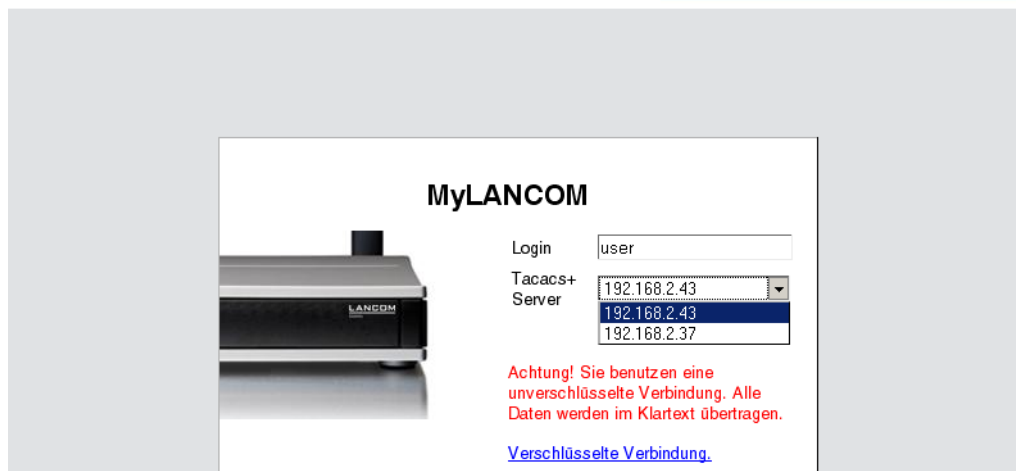 MyLANCOM
Login
user
Tacacs+
Server
192.168.2.43
192.168.2.43
192.168.2.37
LANCOM
Achtung! Sie benutzen eine
unverschlüsselte Verbindung. Alle
Daten werden im Klartext übertragen.
Verschlüsselte Verbindung.